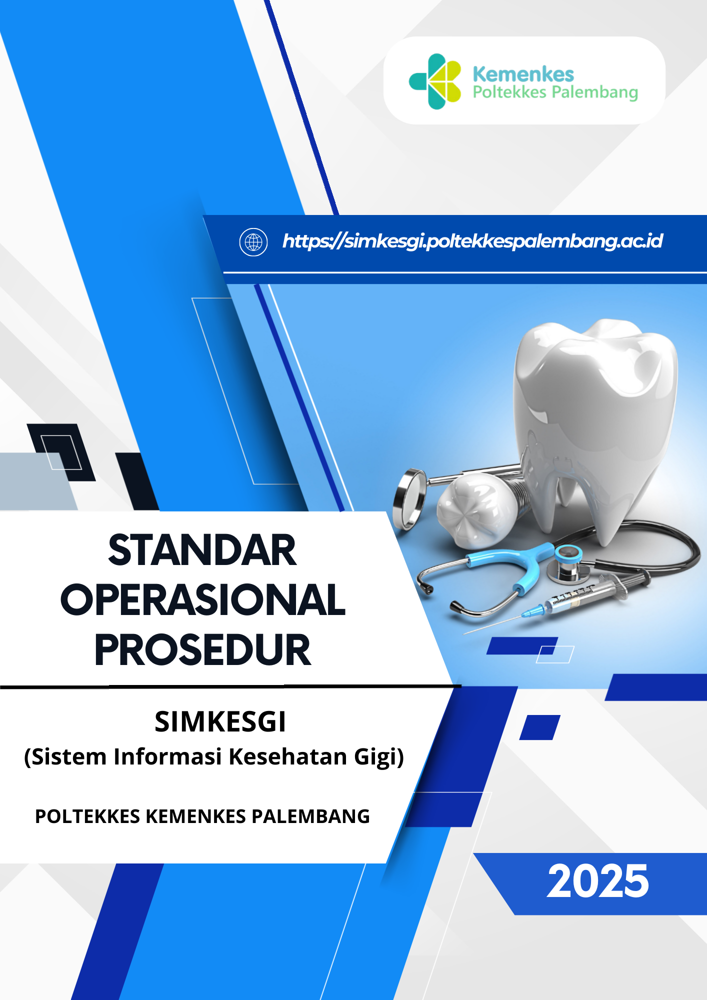 Kemenkes
Poltekkes Palembang
https://simkesgi.poltekkespalembang.ac.id
STANDAR
OPERASIONAL
PROSEDUR
SIMKESGI
(Sistem Informasi Kesehatan Gigi)
POLTEKKES KEMENKES PALEMBANG
2025